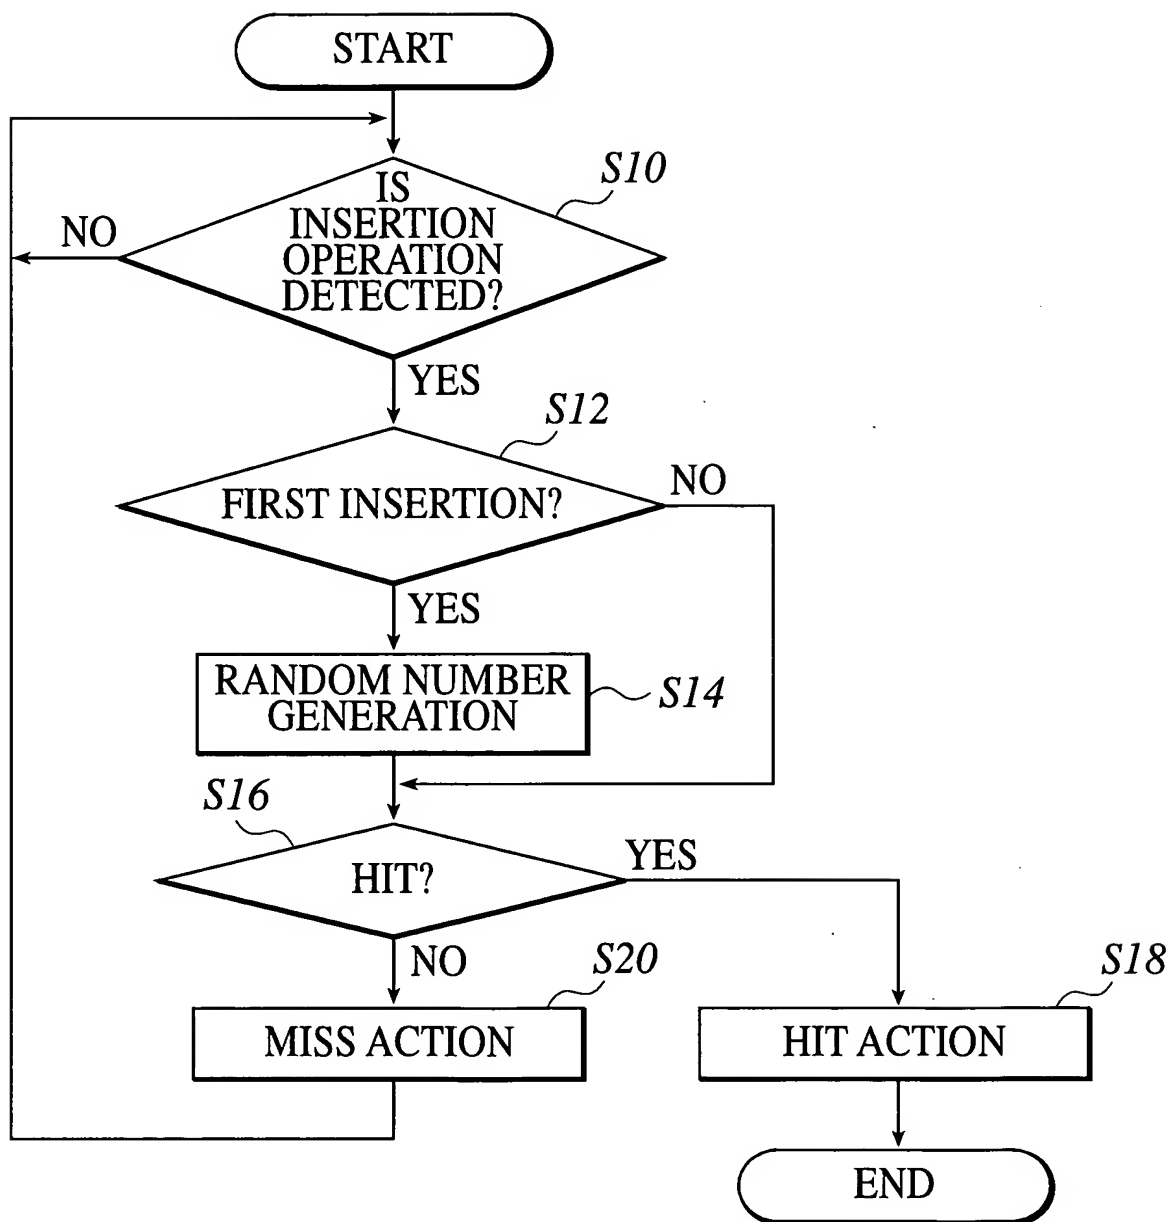 START
S10
IS
INSERTION
OPERATION
DETECTED?
NO
YES
S12
FIRST INSERTION?
NO
YES
RANDOM NUMBER
GENERATION
S14
S16
HIT?
YES
NO
S20
MISS ACTION
S18
HIT ACTION
END